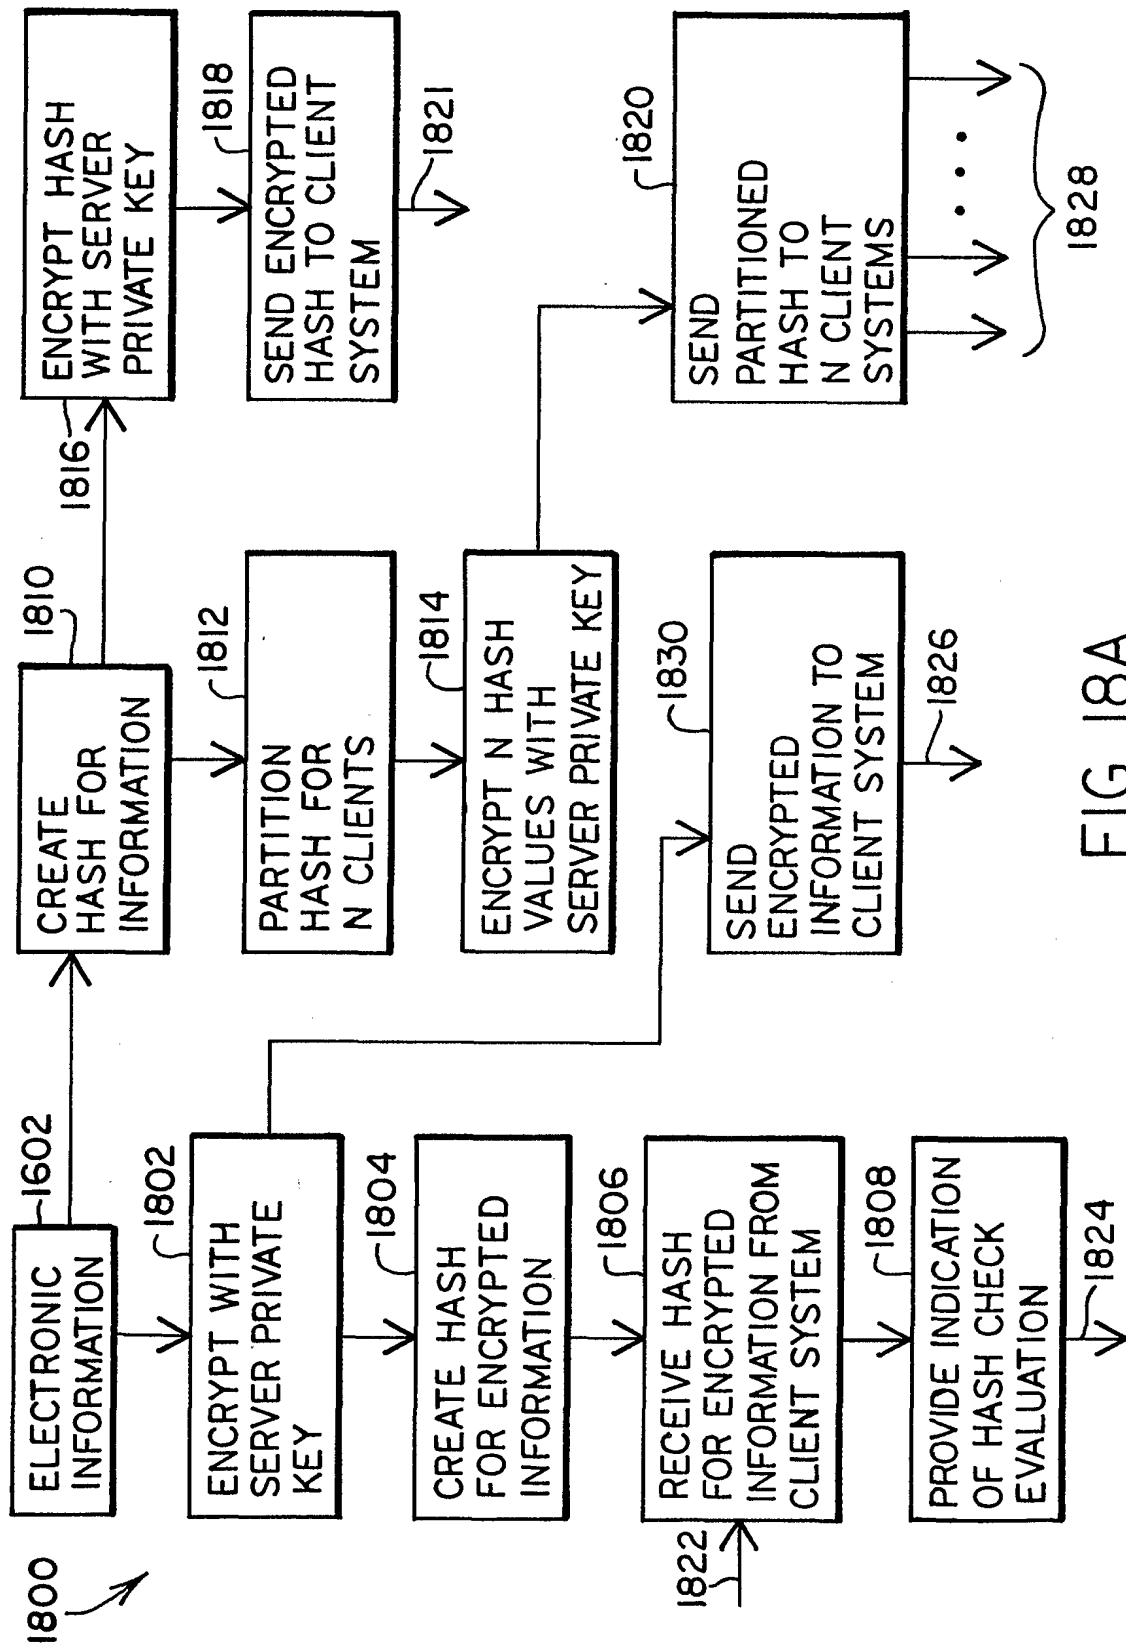 1800
ELECTRONIC
INFORMATION
1602
ENCRYPT WITH
SERVER PRIVATE
KEY
1802
CREATE HASH
FOR ENCRYPTED
INFORMATION
1804
RECEIVE HASH
FOR ENCRYPTED
INFORMATION FROM
CLIENT SYSTEM
1806
1822
PROVIDE INDICATION
OF HASH CHECK
EVALUATION
1808
1824
CREATE
HASH FOR
INFORMATION
1810
PARTITION
HASH FOR
N CLIENTS
1812
ENCRYPT N HASH
VALUES WITH
SERVER PRIVATE KEY
1814
SEND
ENCRYPTED
INFORMATION TO
CLIENT SYSTEM
1830
1826
ENCRYPT HASH
WITH SERVER
PRIVATE KEY
1816
SEND ENCRYPTED
HASH TO CLIENT
SYSTEM
1818
1821
SEND
PARTITIONED
HASH TO
N CLIENT
SYSTEMS
1820
1828
FIG 18A